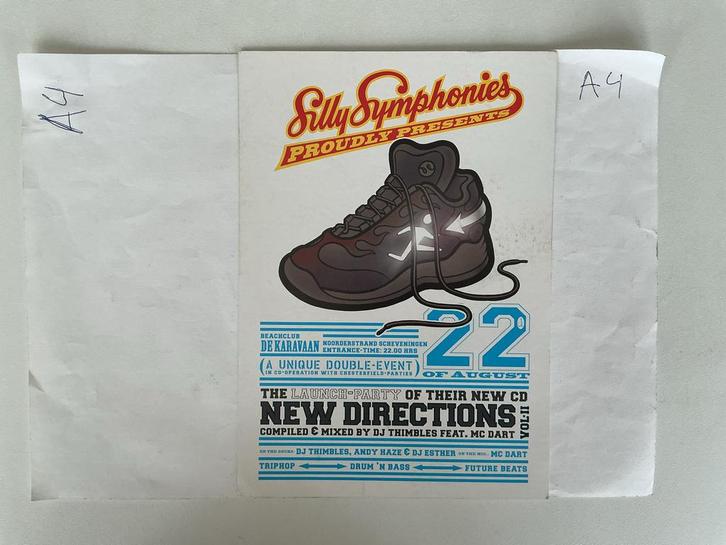 A4
A4
Silly Symphonies
PROUDLY PRESENTS
BEACHCLUB
DE KARAVAAN
NOORDERSTRAND SCHEVENINGEN
ENTRANCE-TIME: 22.00 HRS
22
OF AUGUST
(A UNIQUE DOUBLE-EVENT)
IN CO-OPERATION WITH CHESTERFIELD-PARTIES
THE LAUNCH-PARTY OF THEIR NEW CD
NEW DIRECTIONS VOL·II
COMPILED & MIXED BY DJ THIMBLES FEAT. MC DART
ON THE DECKS: DJ THIMBLES, ANDY HAZE & DJ ESTHER ON THE MIC: MC DART
TRIPHOP DRUM 'N BASS FUTURE BEATS